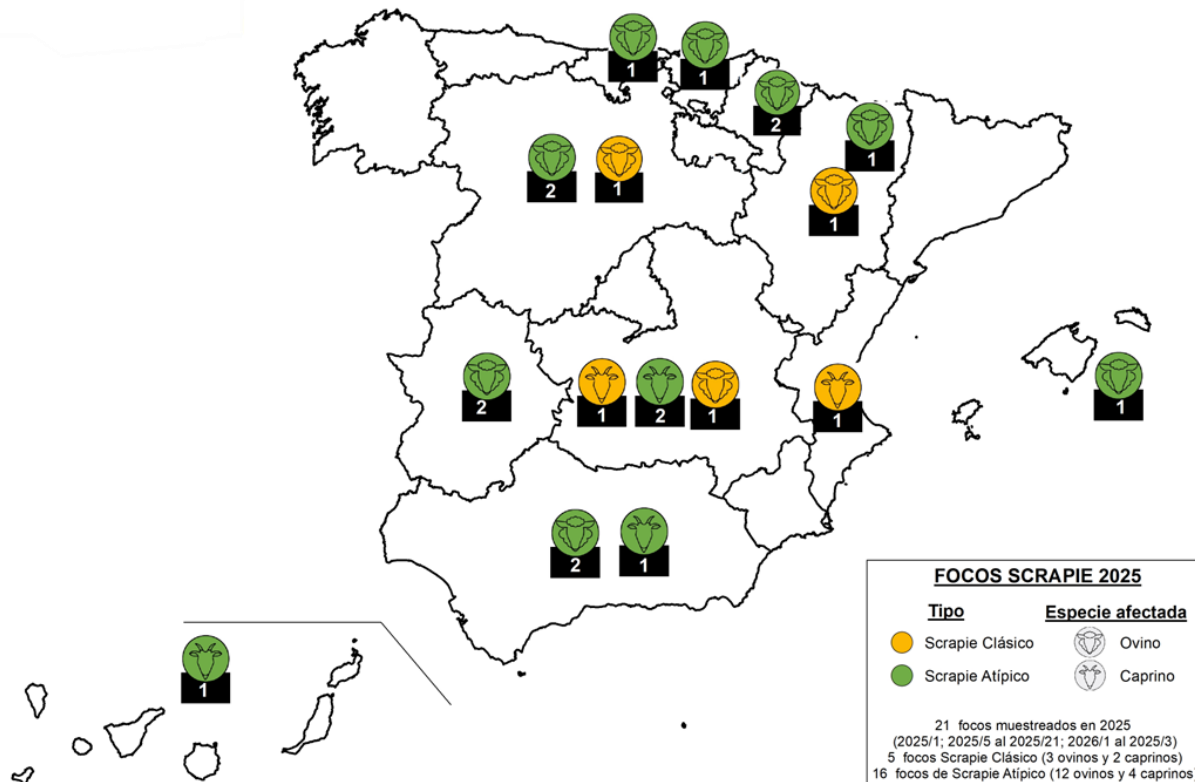 1
1
2
1
2
1
1
2
1
2
1
1
1
2
1
1
FOCOS SCRAPIE 2025
Tipo Especie afectada
Scrapie Clásico Ovino
Scrapie Atípico Caprino
21 focos muestreados en 2025
(2025/1; 2025/5 al 2025/21; 2026/1 al 2025/3)
5 focos Scrapie Clásico (3 ovinos y 2 caprinos)
16 focos de Scrapie Atípico (12 ovinos y 4 caprinos)